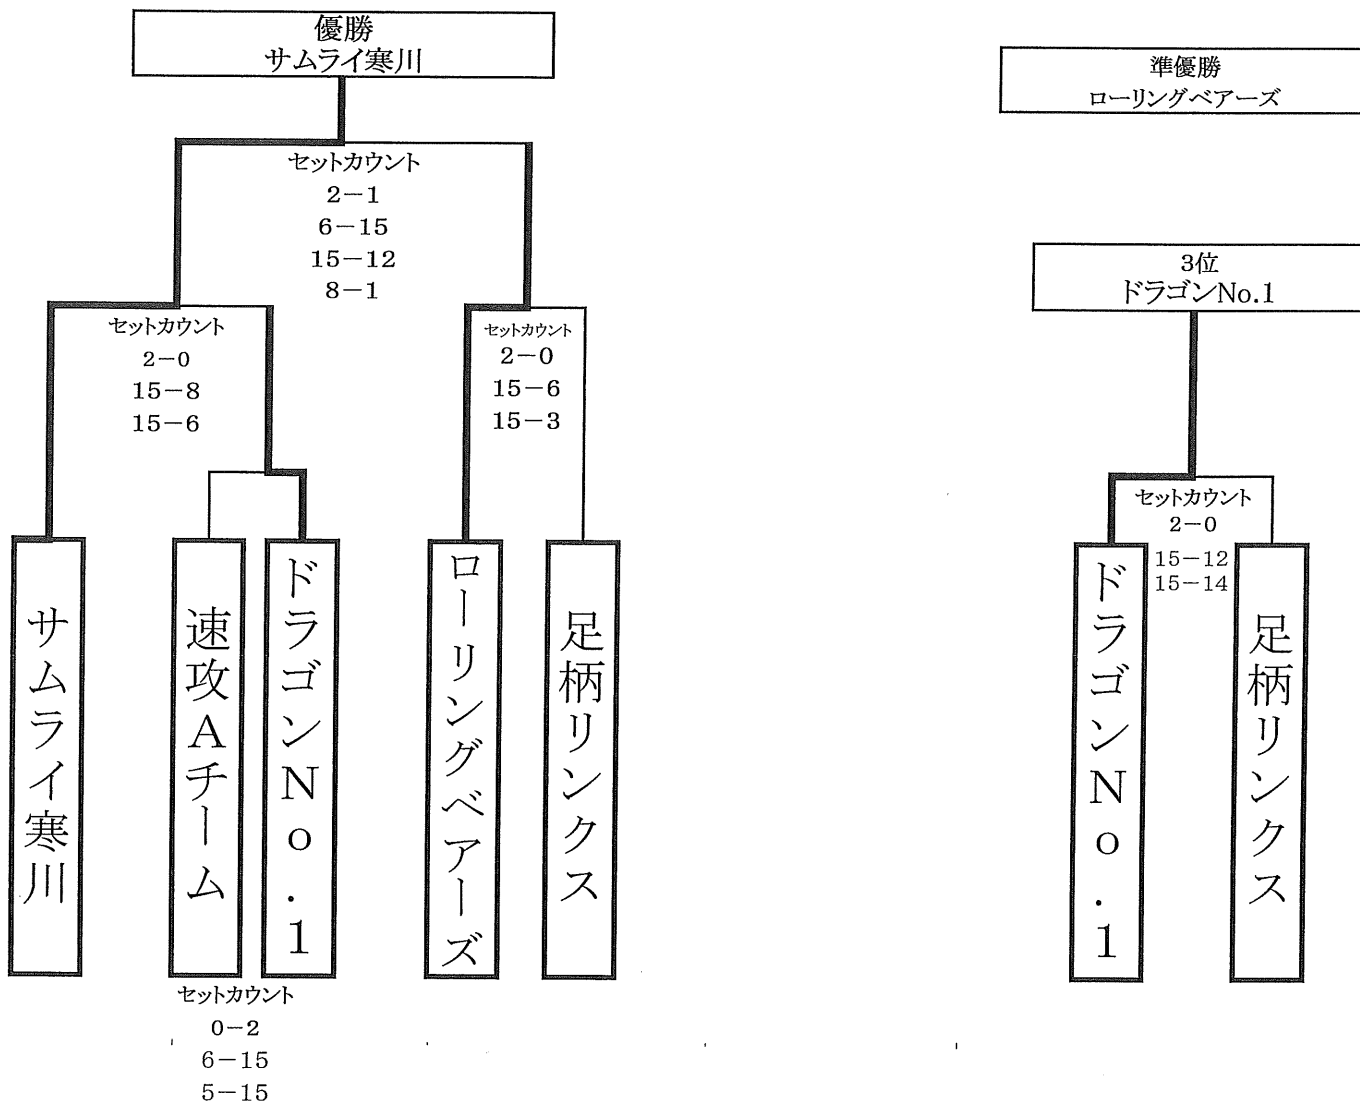 優勝
サムライ寒川
準優勝
ローリングベアーズ
セットカウント
2-1
6-15
15-12
8-1
3位
ドラゴンNo.1
セットカウント
2-0
15-8
15-6
セットカウント
2-0
15-6
15-3
セットカウント
2-0
15-12
15-14
サムライ寒川
速攻Aチーム
ドラゴンNo.1
ローリングベアーズ
足柄リンクス
ドラゴンNo.1
足柄リンクス
セットカウント
0-2
6-15
5-15